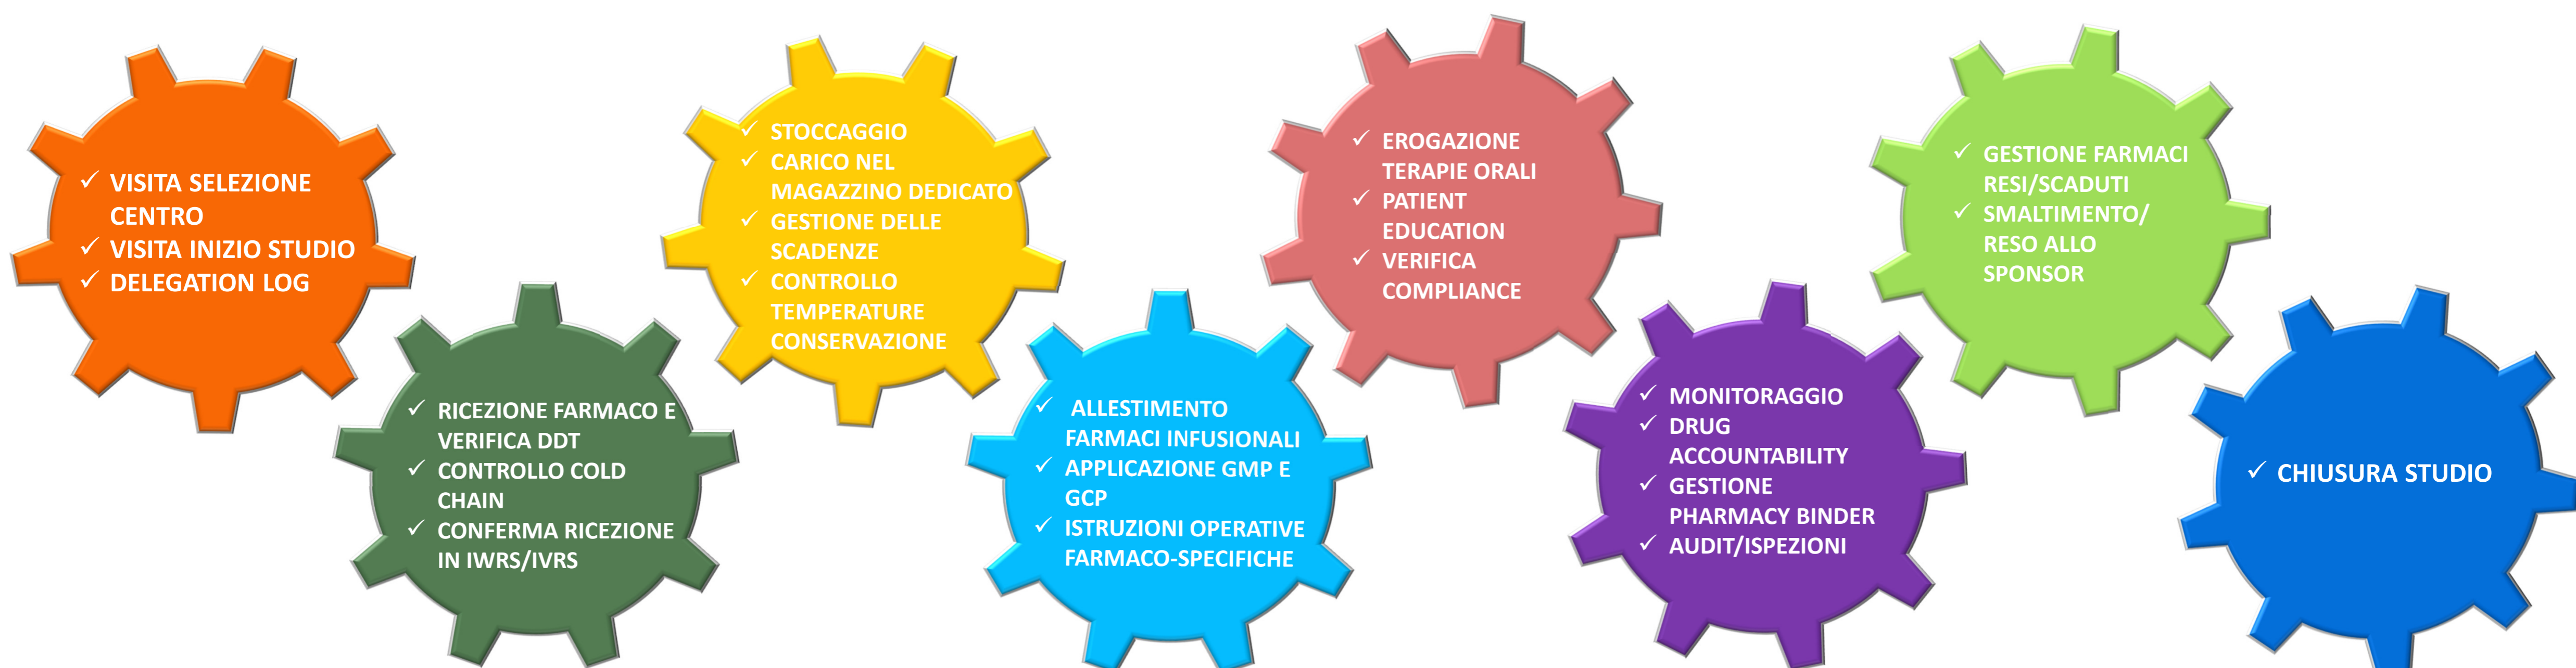 ✓ VISITA SELEZIONE
CENTRO
✓ VISITA INIZIO STUDIO
✓ DELEGATION LOG
✓ RICEZIONE FARMACO E
VERIFICA DDT
✓ CONTROLLO COLD
CHAIN
✓ CONFERMA RICEZIONE
IN IWRS/IVRS
✓ STOCCAGGIO
✓ CARICO NEL
MAGAZZINO DEDICATO
✓ GESTIONE DELLE
SCADENZE
✓ CONTROLLO
TEMPERATURE
CONSERVAZIONE
✓ ALLESTIMENTO
FARMACI INFUSIONALI
✓ APPLICAZIONE GMP E
GCP
✓ ISTRUZIONI OPERATIVE
FARMACO-SPECIFICHE
✓ EROGAZIONE
TERAPIE ORALI
✓ PATIENT
EDUCATION
✓ VERIFICA
COMPLIANCE
✓ MONITORAGGIO
✓ DRUG
ACCOUNTABILITY
✓ GESTIONE
PHARMACY BINDER
✓ AUDIT/ISPEZIONI
✓ GESTIONE FARMACI
RESI/SCADUTI
✓ SMALTIMENTO/
RESO ALLO
SPONSOR
✓ CHIUSURA STUDIO